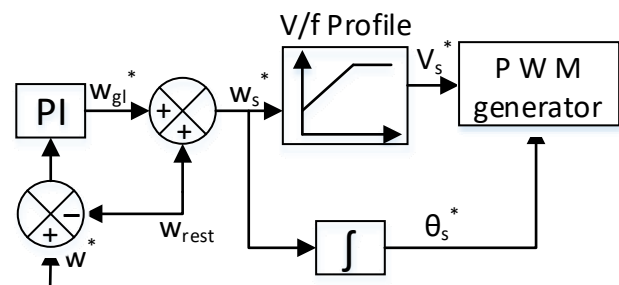 V/f Profile
w_gl*
w_s*
V_s*
P W M
generator
PI
+
+
−
+
w*
w_rest
∫
θ_s*